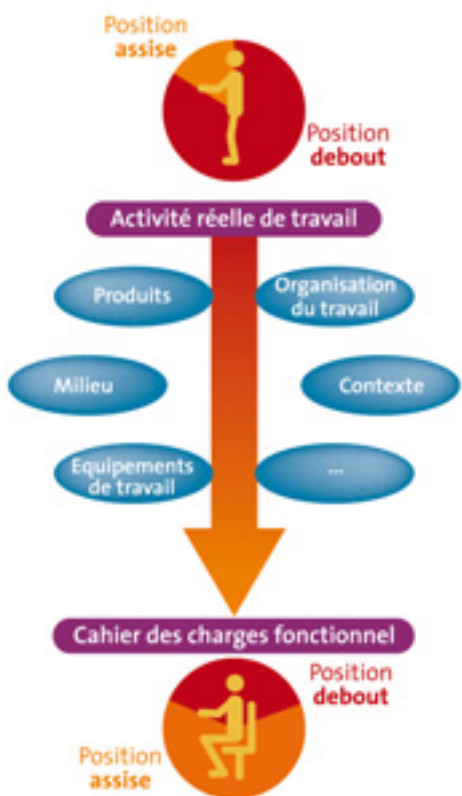 Position
assise
Position
debout
Activité réelle de travail
Produits
Organisation
du travail
Milieu
Contexte
Equipements
de travail
...
Cahier des charges fonctionnel
Position
debout
Position
assise